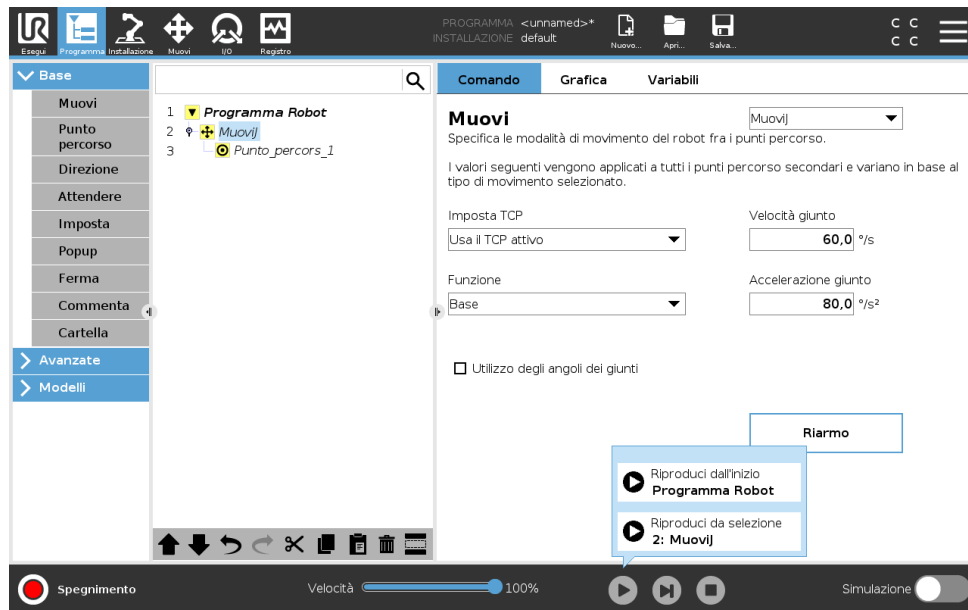 PROGRAMMA <unnamed>*
INSTALLAZIONE default
Esegui
Programma
Installazione
Muovi
I/O
Registro
Nuovo...
Apri...
Salva...
C C
C C
Base
Muovi
Punto
percorso
Direzione
Attendere
Imposta
Popup
Ferma
Commenta
Cartella
Avanzate
Modelli
1 Programma Robot
2 MuoviJ
3 Punto_percors_1
Comando
Grafica
Variabili
Muovi
MuoviJ
Specifica le modalità di movimento del robot fra i punti percorso.
I valori seguenti vengono applicati a tutti i punti percorso secondari e variano in base al
tipo di movimento selezionato.
Imposta TCP
Velocità giunto
Usa il TCP attivo
60,0 °/s
Funzione
Accelerazione giunto
Base
80,0 °/s²
Utilizzo degli angoli dei giunti
Riarmo
Riproduci dall'inizio
Programma Robot
Riproduci da selezione
2: MuoviJ
Spegnimento
Velocità
100%
Simulazione